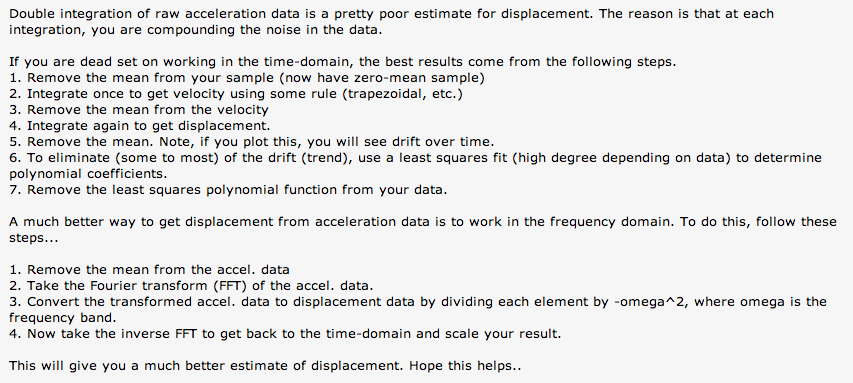 Double integration of raw acceleration data is a pretty poor estimate for displacement. The reason is that at each
integration, you are compounding the noise in the data.
If you are dead set on working in the time-domain, the best results come from the following steps.
1. Remove the mean from your sample (now have zero-mean sample)
2. Integrate once to get velocity using some rule (trapezoidal, etc.)
3. Remove the mean from the velocity
4. Integrate again to get displacement.
5. Remove the mean. Note, if you plot this, you will see drift over time.
6. To eliminate (some to most) of the drift (trend), use a least squares fit (high degree depending on data) to determine
polynomial coefficients.
7. Remove the least squares polynomial function from your data.
A much better way to get displacement from acceleration data is to work in the frequency domain. To do this, follow these
steps...
1. Remove the mean from the accel. data
2. Take the Fourier transform (FFT) of the accel. data.
3. Convert the transformed accel. data to displacement data by dividing each element by -omega^2, where omega is the
frequency band.
4. Now take the inverse FFT to get back to the time-domain and scale your result.
This will give you a much better estimate of displacement. Hope this helps..